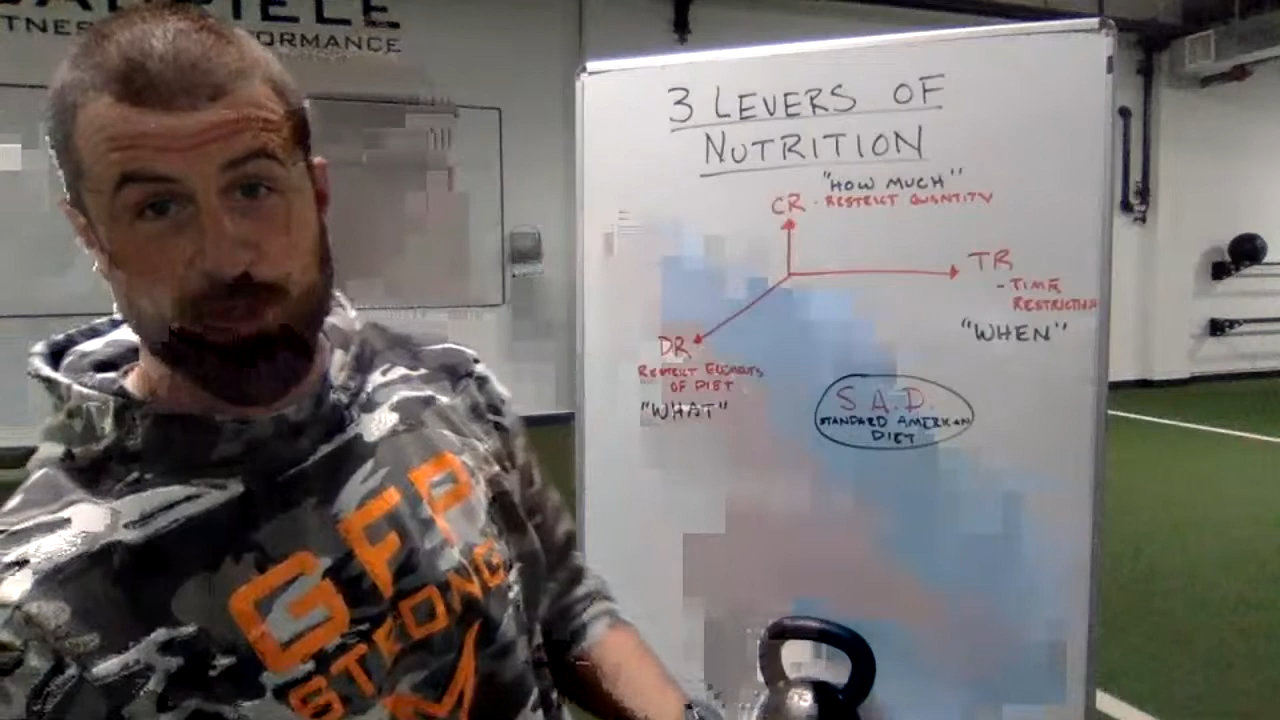 PERFORMANCE
3 LEVERS OF
NUTRITION
"HOW MUCH"
CR - RESTRICT QUANTITY
TR
- TIME
RESTRICTION
"WHEN"
DR
RESTRICT ELEMENTS
OF DIET
"WHAT"
S.A.D.
STANDARD AMERICAN
DIET
GFP
STRONG